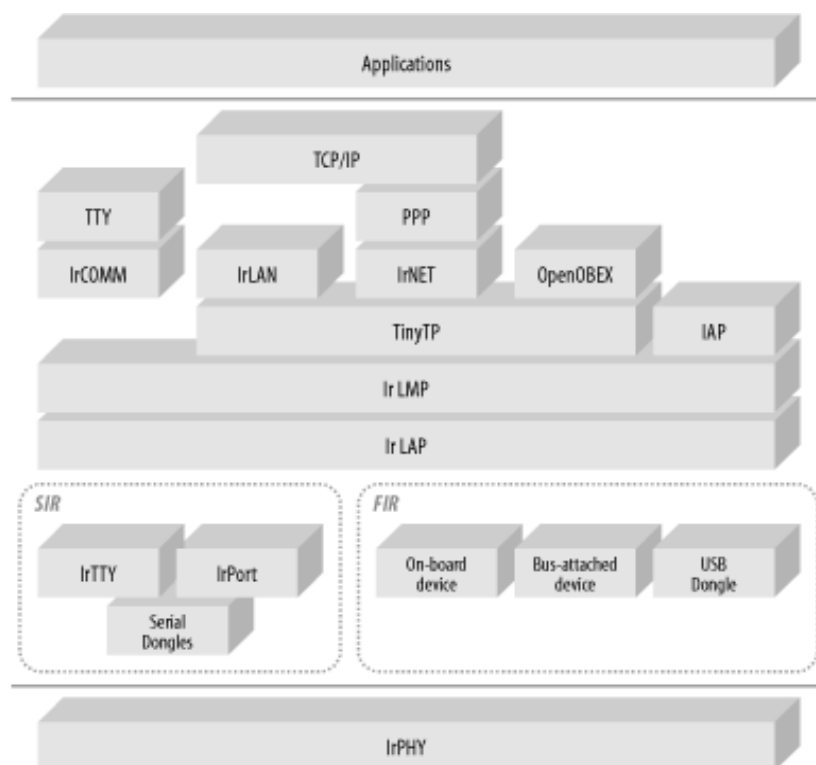 Applications
TCP/IP
TTY
PPP
IrCOMM
IrLAN
IrNET
OpenOBEX
TinyTP
IAP
Ir LMP
Ir LAP
SIR
FIR
IrTTY
IrPort
On-board
device
Bus-attached
device
USB
Dongle
Serial
Dongles
IrPHY